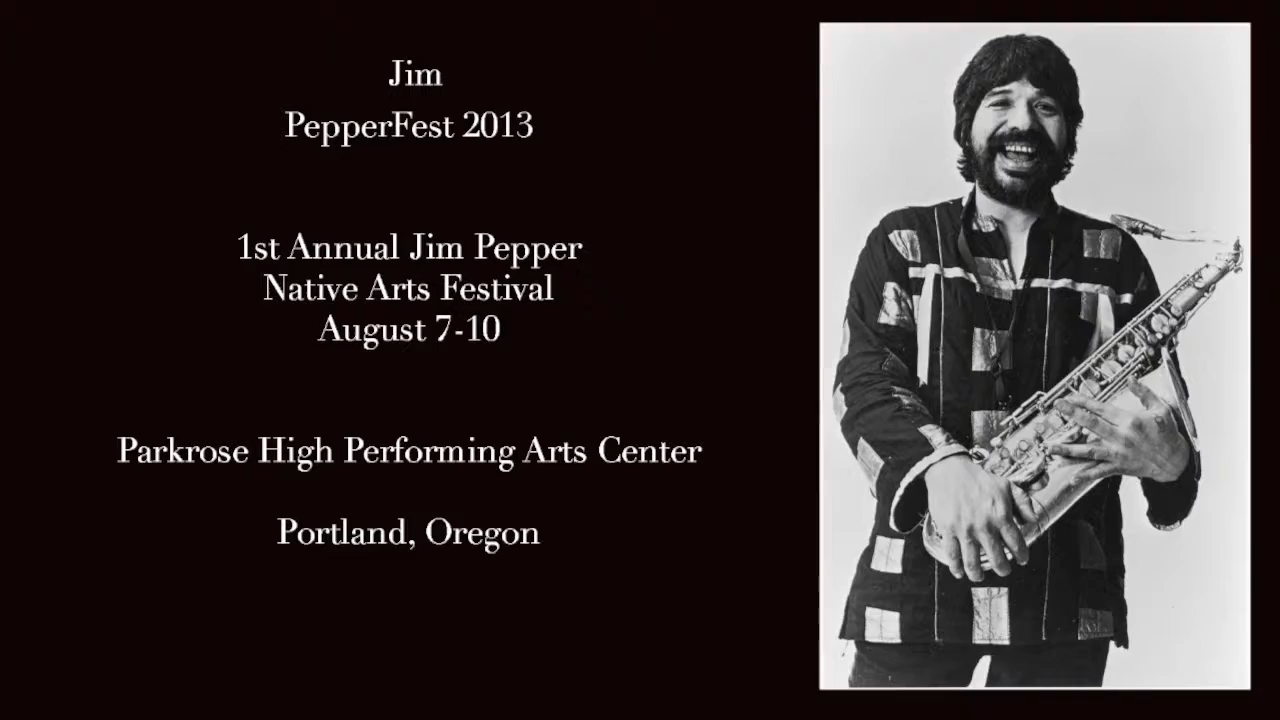 Jim
PepperFest 2013
1st Annual Jim Pepper
Native Arts Festival
August 7-10
Parkrose High Performing Arts Center
Portland, Oregon